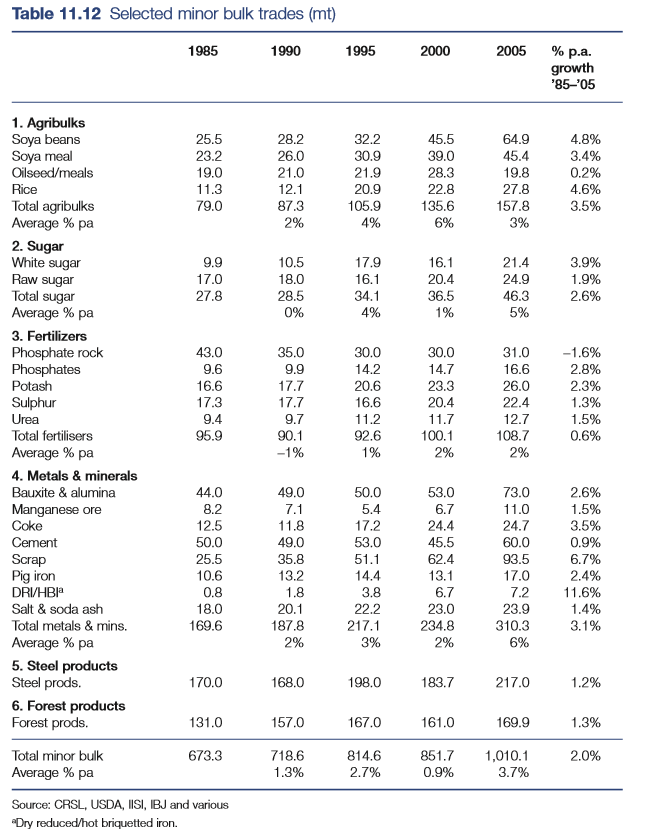 Table 11.12 Selected minor bulk trades (mt)
1985 1990 1995 2000 2005 % p.a.
growth
’85–’05
1. Agribulks
Soya beans 25.5 28.2 32.2 45.5 64.9 4.8%
Soya meal 23.2 26.0 30.9 39.0 45.4 3.4%
Oilseed/meals 19.0 21.0 21.9 28.3 19.8 0.2%
Rice 11.3 12.1 20.9 22.8 27.8 4.6%
Total agribulks 79.0 87.3 105.9 135.6 157.8 3.5%
Average % pa 2% 4% 6% 3%
2. Sugar
White sugar 9.9 10.5 17.9 16.1 21.4 3.9%
Raw sugar 17.0 18.0 16.1 20.4 24.9 1.9%
Total sugar 27.8 28.5 34.1 36.5 46.3 2.6%
Average % pa 0% 4% 1% 5%
3. Fertilizers
Phosphate rock 43.0 35.0 30.0 30.0 31.0 –1.6%
Phosphates 9.6 9.9 14.2 14.7 16.6 2.8%
Potash 16.6 17.7 20.6 23.3 26.0 2.3%
Sulphur 17.3 17.7 16.6 20.4 22.4 1.3%
Urea 9.4 9.7 11.2 11.7 12.7 1.5%
Total fertilisers 95.9 90.1 92.6 100.1 108.7 0.6%
Average % pa –1% 1% 2% 2%
4. Metals & minerals
Bauxite & alumina 44.0 49.0 50.0 53.0 73.0 2.6%
Manganese ore 8.2 7.1 5.4 6.7 11.0 1.5%
Coke 12.5 11.8 17.2 24.4 24.7 3.5%
Cement 50.0 49.0 53.0 45.5 60.0 0.9%
Scrap 25.5 35.8 51.1 62.4 93.5 6.7%
Pig iron 10.6 13.2 14.4 13.1 17.0 2.4%
DRI/HBIᵃ 0.8 1.8 3.8 6.7 7.2 11.6%
Salt & soda ash 18.0 20.1 22.2 23.0 23.9 1.4%
Total metals & mins. 169.6 187.8 217.1 234.8 310.3 3.1%
Average % pa 2% 3% 2% 6%
5. Steel products
Steel prods. 170.0 168.0 198.0 183.7 217.0 1.2%
6. Forest products
Forest prods. 131.0 157.0 167.0 161.0 169.9 1.3%
Total minor bulk 673.3 718.6 814.6 851.7 1,010.1 2.0%
Average % pa 1.3% 2.7% 0.9% 3.7%
Source: CRSL, USDA, IISI, IBJ and various
ᵃDry reduced/hot briquetted iron.